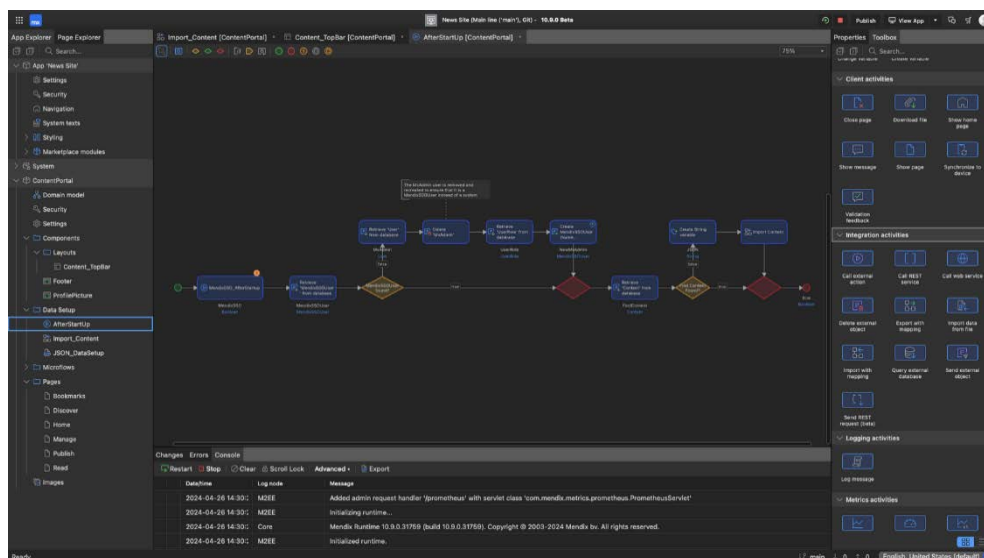 mx
News Site (Main line ('main'), Git) - 10.9.0 Beta
Publish
View App
App Explorer
Page Explorer
Import_Content [ContentPortal]
Content_TopBar [ContentPortal]
AfterStartUp [ContentPortal]
Properties
Toolbox
Search...
75%
Search...
App 'News Site'
Settings
Security
Navigation
System texts
Styling
Marketplace modules
System
ContentPortal
Domain model
Security
Settings
Components
Layouts
Content_TopBar
Footer
ProfilePicture
Data Setup
AfterStartUp
Import_Content
JSON_DataSetup
Microflows
Pages
Bookmarks
Discover
Home
Manage
Publish
Read
Images
MendixSSO_AfterStartup
Import Content
Change variable
Create variable
Client activities
Close page
Download file
Show home page
Show message
Show page
Synchronize to device
Validation feedback
Integration activities
Call external action
Call REST service
Call web service
Delete external object
Export with mapping
Import data from file
Import with mapping
Query external database
Send external object
Send REST request (beta)
Logging activities
Log message
Metrics activities
Changes
Errors
Console
Restart
Stop
Clear
Scroll Lock
Advanced
Export
Date/time
Log node
Message
2024-04-26 14:30:
M2EE
Added admin request handler '/prometheus' with servlet class 'com.mendix.metrics.prometheus.PrometheusServlet'
2024-04-26 14:30:
M2EE
Initializing runtime...
2024-04-26 14:30:
Core
Mendix Runtime 10.9.0.31759 (build 10.9.0.31759). Copyright © 2003-2024 Mendix bv. All rights reserved.
2024-04-26 14:30:
M2EE
Initialized runtime.
Ready
main
English, United States (default)